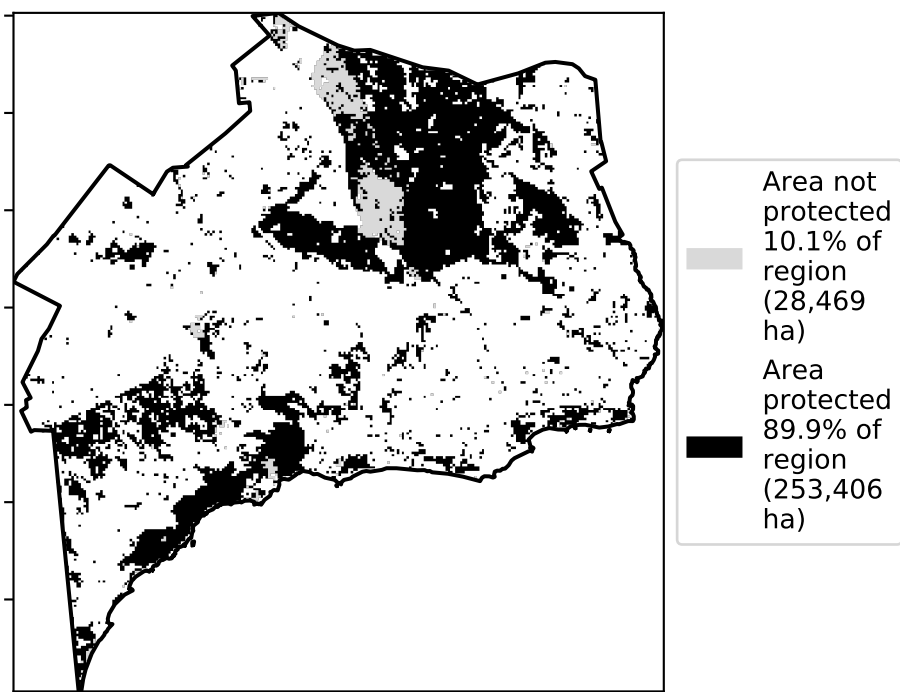 Area not
protected
10.1% of
region
(28,469
ha)
Area
protected
89.9% of
region
(253,406
ha)